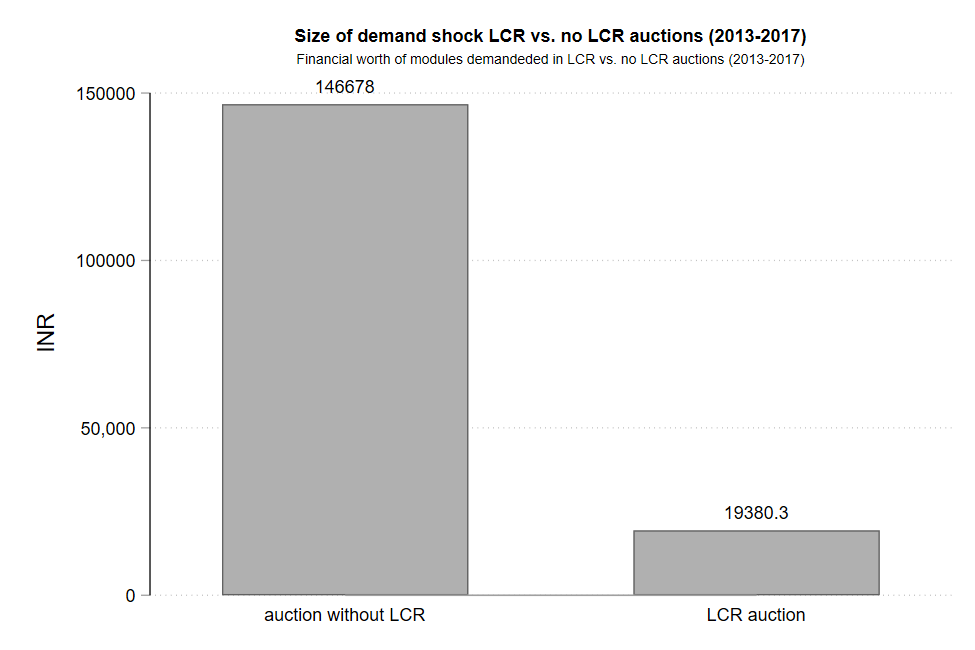 Size of demand shock LCR vs. no LCR auctions (2013-2017)
Financial worth of modules demandeded in LCR vs. no LCR auctions (2013-2017)
146678
150000
100000
INR
50,000
19380.3
0
auction without LCR
LCR auction